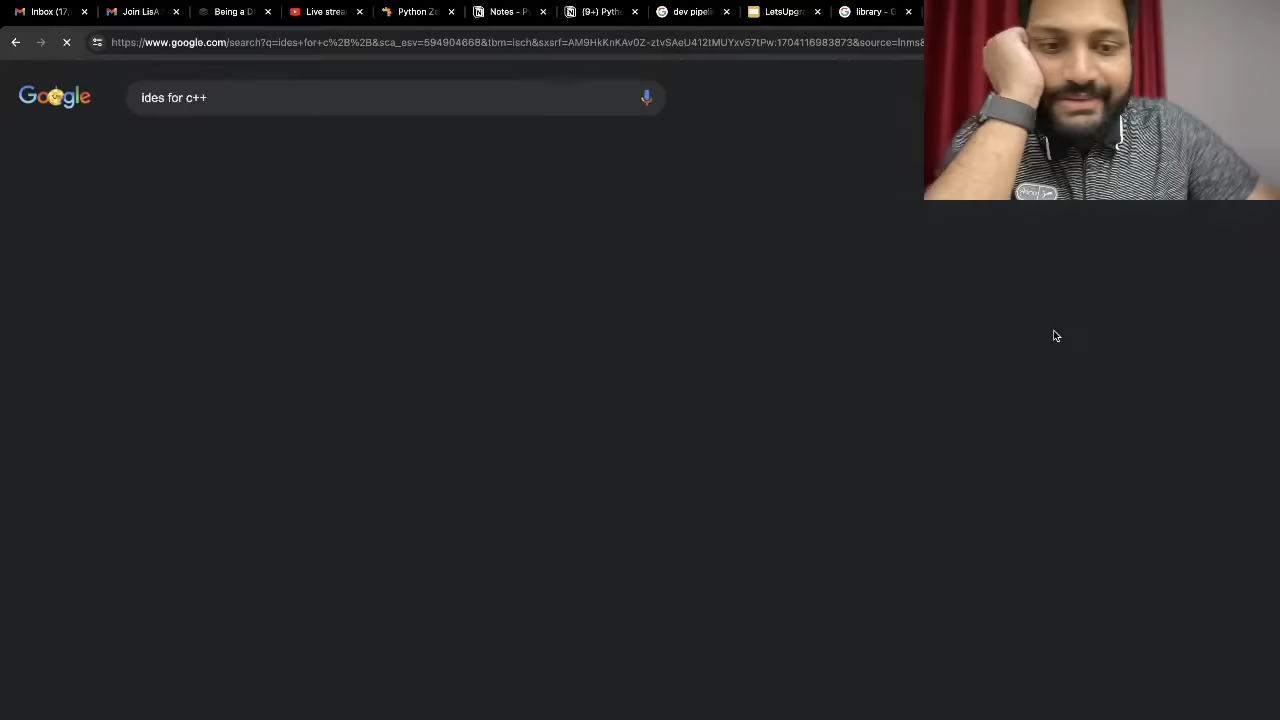 Inbox (17,
Join LisA
Being a D
Live strea
Python Ze
Notes - P
(9+) Pyth
dev pipeli
LetsUpgr
library - G
https://www.google.com/search?q=ides+for+c%2B%2B&sca_esv=594904668&tbm=isch&sxsrf=AM9HkKnKAv0Z-ztvSAeU412tMUYxv57tPw:1704116983873&source=lnms&
Google
ides for c++